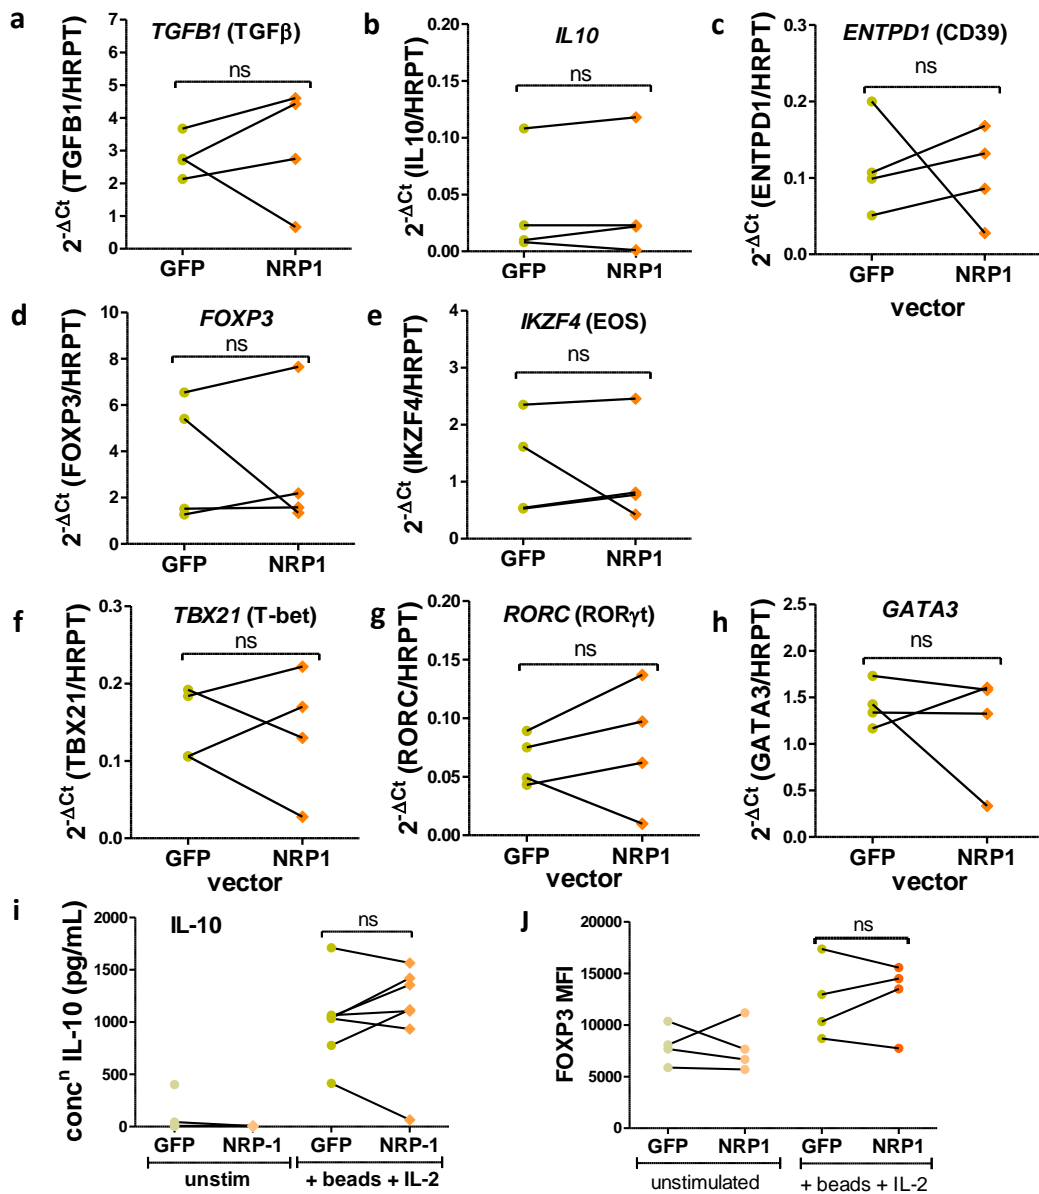 a
TGFB1 (TGFβ)
ns
2-ΔCt (TGFB1/HRPT)
7
6
5
4
3
2
1
0
GFP
NRP1
b
IL10
ns
2-ΔCt (IL10/HRPT)
0.20
0.15
0.10
0.05
0.00
GFP
NRP1
c
ENTPD1 (CD39)
ns
2-ΔCt (ENTPD1/HRPT)
0.3
0.2
0.1
0.0
GFP
NRP1
vector
d
FOXP3
ns
2-ΔCt (FOXP3/HRPT)
10
8
6
4
2
0
GFP
NRP1
e
IKZF4 (EOS)
ns
2-ΔCt (IKZF4/HRPT)
4
3
2
1
0
GFP
NRP1
f
TBX21 (T-bet)
ns
2-ΔCt (TBX21/HRPT)
0.3
0.2
0.1
0.0
GFP
NRP1
vector
g
RORC (RORγt)
ns
2-ΔCt (RORC/HRPT)
0.20
0.15
0.10
0.05
0.00
GFP
NRP1
h
GATA3
ns
2-ΔCt (GATA3/HRPT)
2.5
2.0
1.5
1.0
0.5
0.0
GFP
NRP1
vector
i
IL-10
ns
concn IL-10 (pg/mL)
2000
1500
1000
500
0
GFP NRP-1
GFP NRP-1
unstim
+ beads + IL-2
J
ns
FOXP3 MFI
20000
15000
10000
5000
0
GFP NRP1
GFP NRP1
unstimulated
+ beads + IL-2